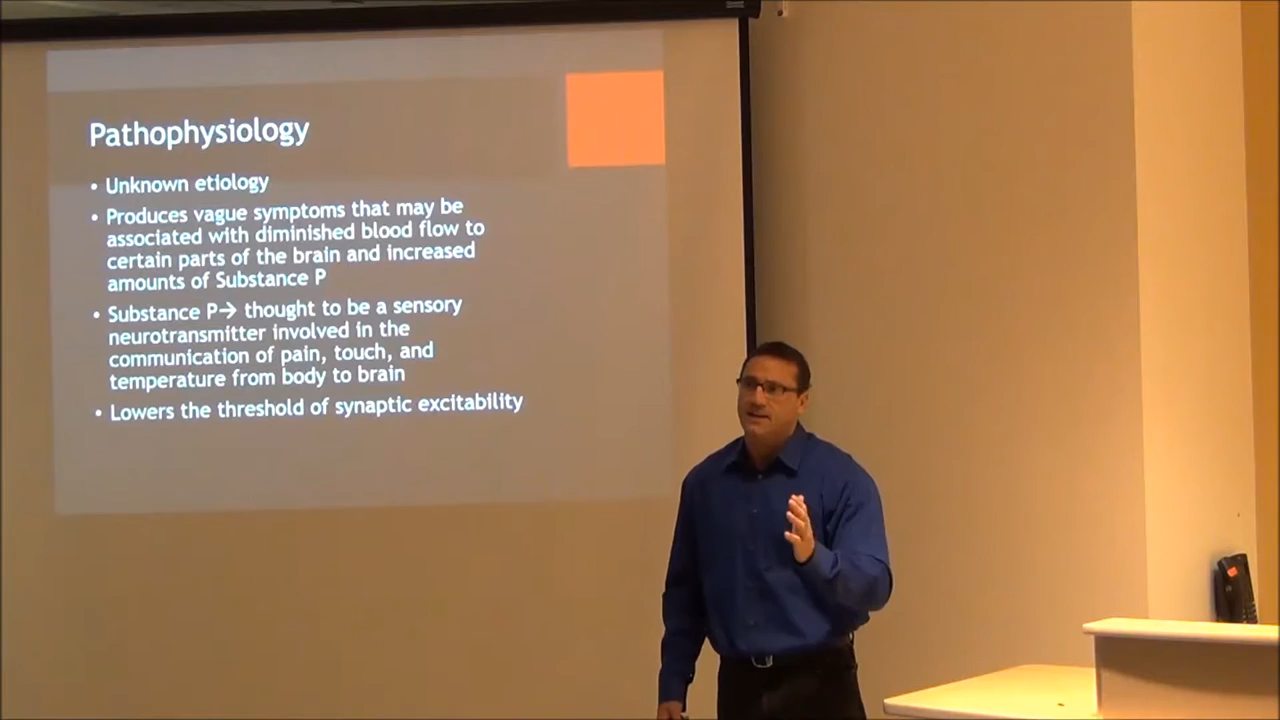 Pathophysiology
• Unknown etiology
• Produces vague symptoms that may be
associated with diminished blood flow to
certain parts of the brain and increased
amounts of Substance P
• Substance P→ thought to be a sensory
neurotransmitter involved in the
communication of pain, touch, and
temperature from body to brain
• Lowers the threshold of synaptic excitability